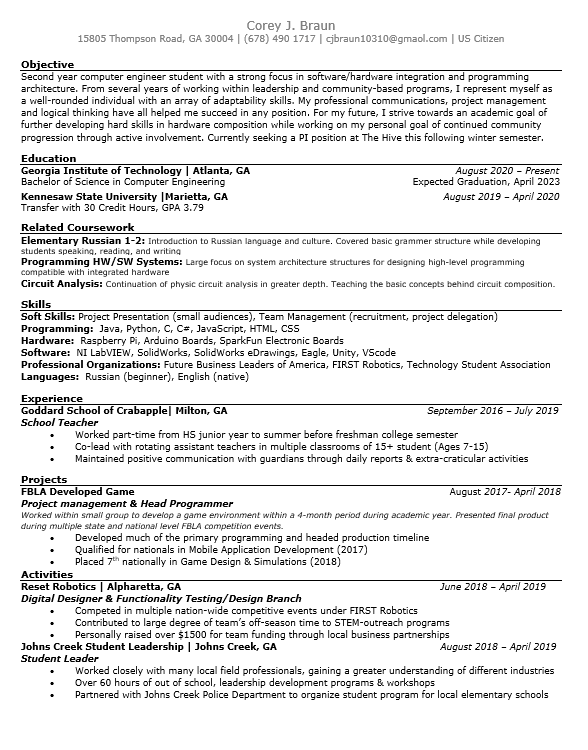 Corey J. Braun
15805 Thompson Road, GA 30004 | (678) 490 1717 | cjbraun10310@gmaol.com | US Citizen
Objective
Second year computer engineer student with a strong focus in software/hardware integration and programming
architecture. From several years of working within leadership and community-based programs, I represent myself as
a well-rounded individual with an array of adaptability skills. My professional communications, project management
and logical thinking have all helped me succeed in any position. For my future, I strive towards an academic goal of
further developing hard skills in hardware composition while working on my personal goal of continued community
progression through active involvement. Currently seeking a PI position at The Hive this following winter semester.
Education
Georgia Institute of Technology | Atlanta, GA August 2020 – Present
Bachelor of Science in Computer Engineering Expected Graduation, April 2023
Kennesaw State University |Marietta, GA August 2019 – April 2020
Transfer with 30 Credit Hours, GPA 3.79
Related Coursework
Elementary Russian 1-2: Introduction to Russian language and culture. Covered basic grammer structure while developing
students speaking, reading, and writing
Programming HW/SW Systems: Large focus on system architecture structures for designing high-level programming
compatible with integrated hardware
Circuit Analysis: Continuation of physic circuit analysis in greater depth. Teaching the basic concepts behind circuit composition.
Skills
Soft Skills: Project Presentation (small audiences), Team Management (recruitment, project delegation)
Programming: Java, Python, C, C#, JavaScript, HTML, CSS
Hardware: Raspberry Pi, Arduino Boards, SparkFun Electronic Boards
Software: NI LabVIEW, SolidWorks, SolidWorks eDrawings, Eagle, Unity, VScode
Professional Organizations: Future Business Leaders of America, FIRST Robotics, Technology Student Association
Languages: Russian (beginner), English (native)
Experience
Goddard School of Crabapple| Milton, GA September 2016 – July 2019
School Teacher
• Worked part-time from HS junior year to summer before freshman college semester
• Co-lead with rotating assistant teachers in multiple classrooms of 15+ student (Ages 7-15)
• Maintained positive communication with guardians through daily reports & extra-craticular activities
Projects
FBLA Developed Game August 2017- April 2018
Project management & Head Programmer
Worked within small group to develop a game environment within a 4-month period during academic year. Presented final product
during multiple state and national level FBLA competition events.
• Developed much of the primary programming and headed production timeline
• Qualified for nationals in Mobile Application Development (2017)
• Placed 7th nationally in Game Design & Simulations (2018)
Activities
Reset Robotics | Alpharetta, GA June 2018 – April 2019
Digital Designer & Functionality Testing/Design Branch
• Competed in multiple nation-wide competitive events under FIRST Robotics
• Contributed to large degree of team's off-season time to STEM-outreach programs
• Personally raised over $1500 for team funding through local business partnerships
Johns Creek Student Leadership | Johns Creek, GA August 2018 – April 2019
Student Leader
• Worked closely with many local field professionals, gaining a greater understanding of different industries
• Over 60 hours of out of school, leadership development programs & workshops
• Partnered with Johns Creek Police Department to organize student program for local elementary schools